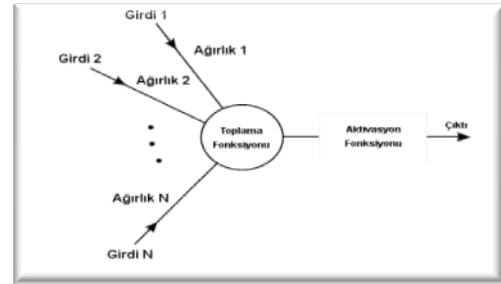 Girdi 1
Ağırlık 1
Girdi 2
Ağırlık 2
Toplama
Fonksiyonu
Aktivasyon
Fonksiyonu
Çıktı
Ağırlık N
Girdi N